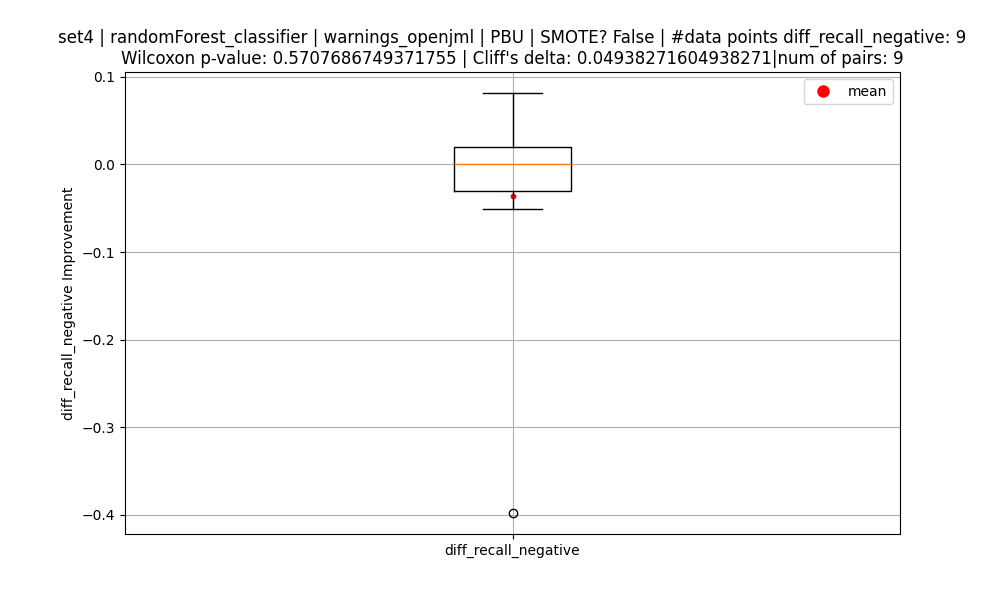 set4 | randomForest_classifier | warnings_openjml | PBU | SMOTE? False | #data points diff_recall_negative: 9
Wilcoxon p-value: 0.5707686749371755 | Cliff's delta: 0.04938271604938271|num of pairs: 9
mean
0.1
0.0
−0.1
−0.2
−0.3
−0.4
diff_recall_negative Improvement
diff_recall_negative